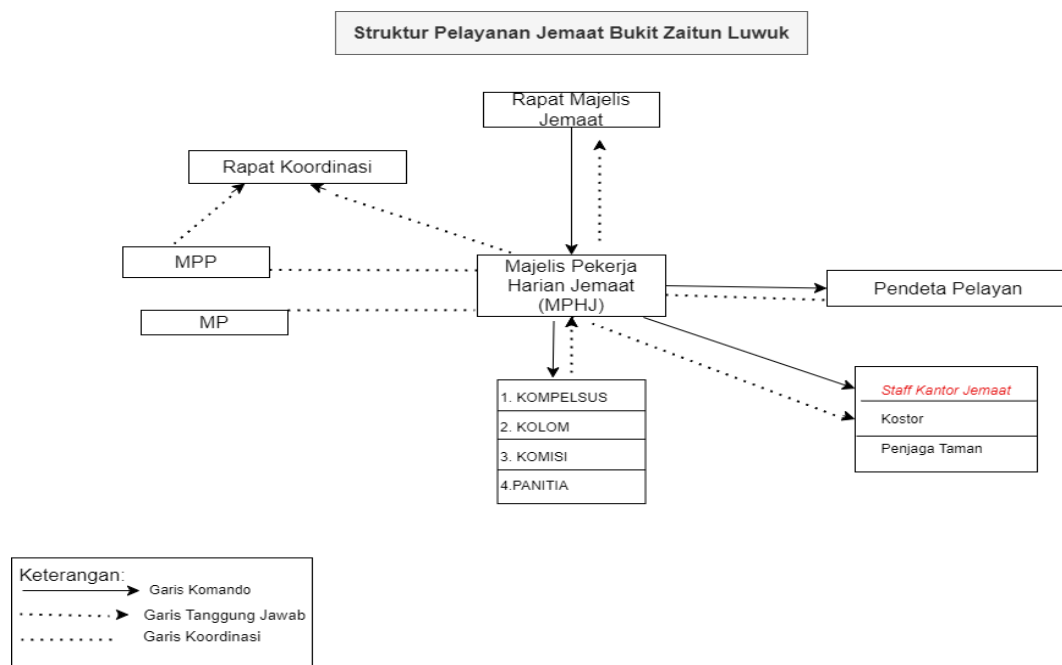 Struktur Pelayanan Jemaat Bukit Zaitun Luwuk
Rapat Majelis
Jemaat
Rapat Koordinasi
MPP
Majelis Pekerja
Harian Jemaat
(MPHJ)
Pendeta Pelayan
MP
1. KOMPELSUS
2. KOLOM
3. KOMISI
4.PANITIA
Staff Kantor Jemaat
Kostor
Penjaga Taman
Keterangan:
Garis Komando
Garis Tanggung Jawab
Garis Koordinasi